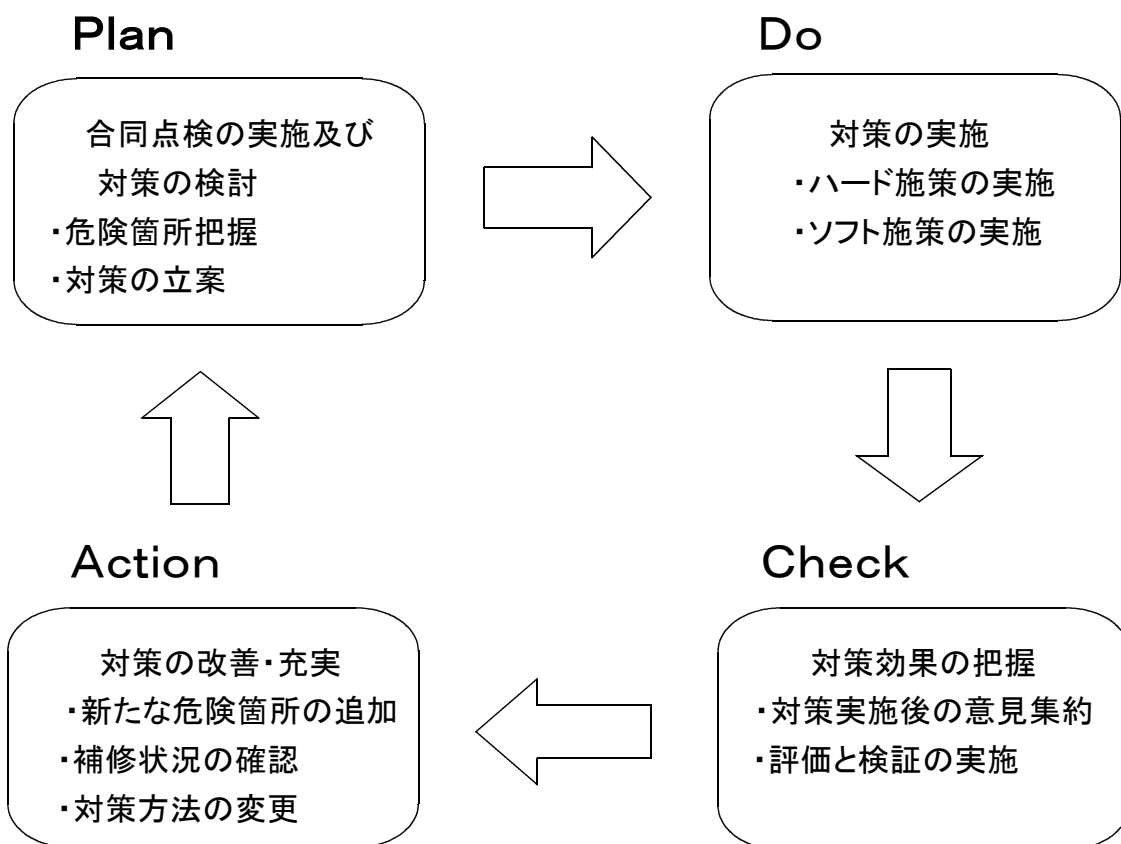 Plan
合同点検の実施及び
対策の検討
・危険箇所把握
・対策の立案
Do
対策の実施
・ハード施策の実施
・ソフト施策の実施
Action
対策の改善・充実
・新たな危険箇所の追加
・補修状況の確認
・対策方法の変更
Check
対策効果の把握
・対策実施後の意見集約
・評価と検証の実施